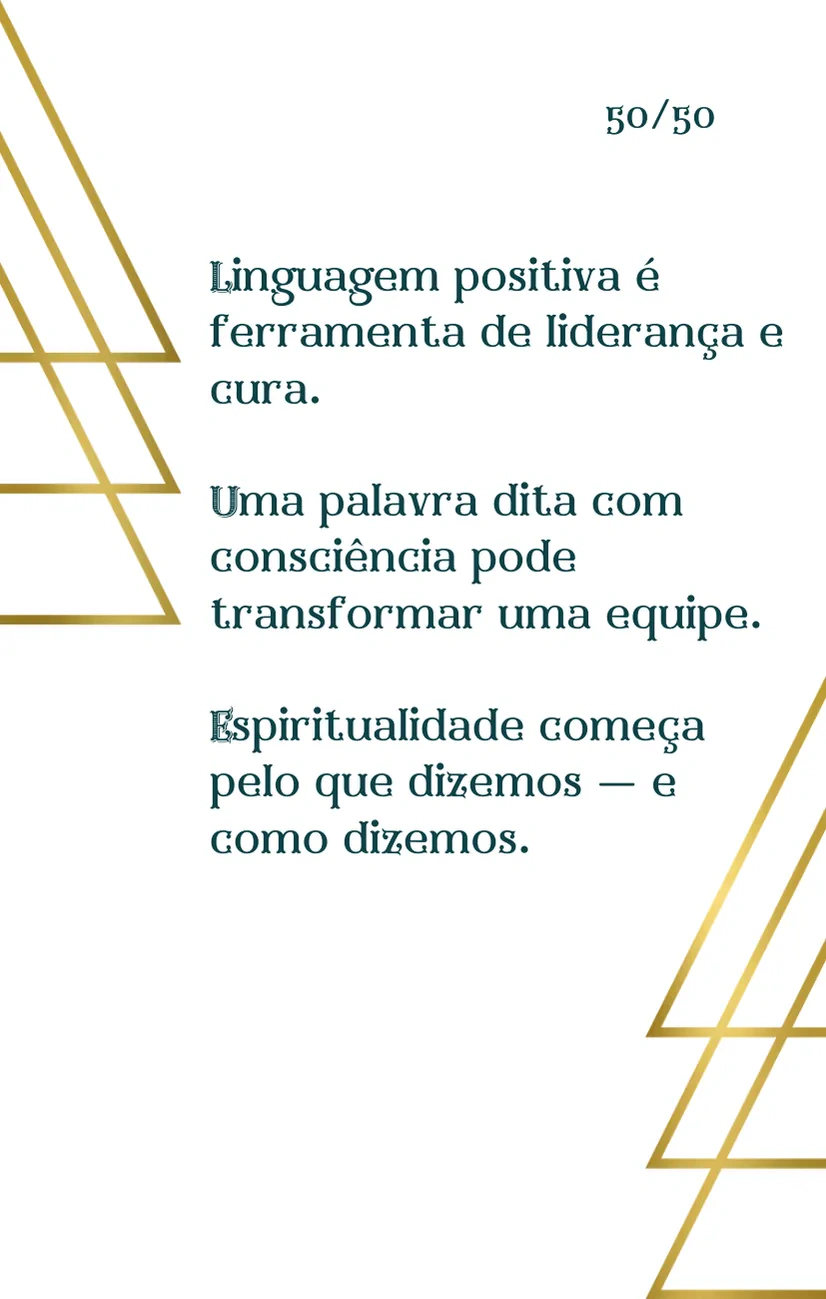 50/50
Linguagem positiva é
ferramenta de liderança e
cura.
Uma palavra dita com
consciência pode
transformar uma equipe.
Espiritualidade começa
pelo que dizemos — e
como dizemos.